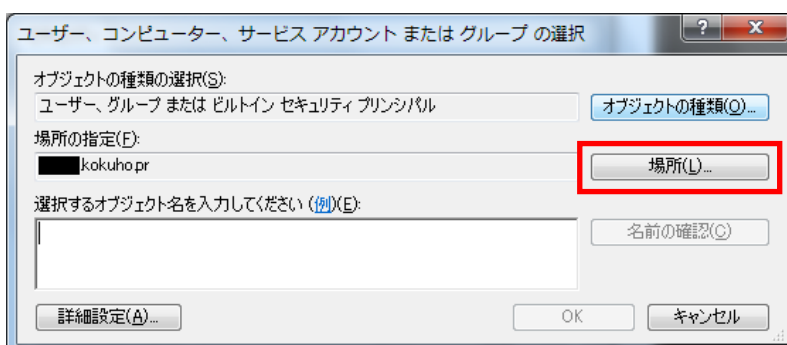 ユーザー、コンピューター、サービス アカウント または グループ の選択
オブジェクトの種類の選択(S):
ユーザー、グループ または ビルトイン セキュリティ プリンシパル
オブジェクトの種類(O)...
場所の指定(F):
.kokuho.pr
場所(L)...
選択するオブジェクト名を入力してください (例)(E):
名前の確認(C)
詳細設定(A)...
OK
キャンセル